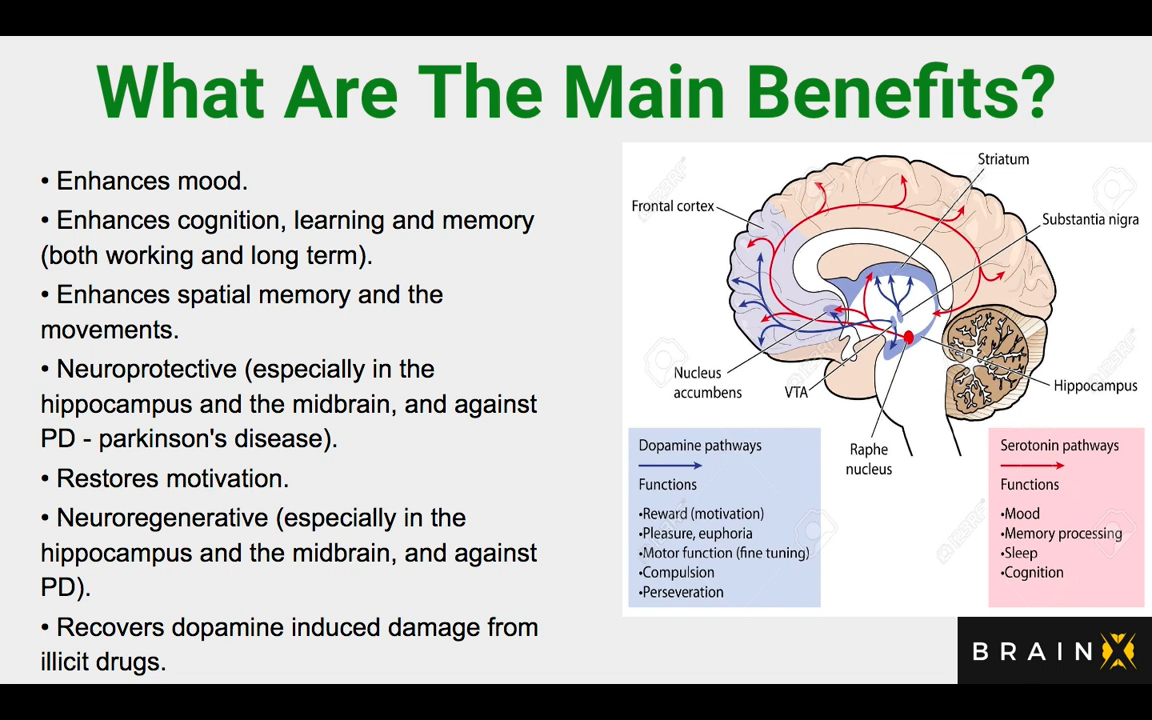 What Are The Main Benefits?
• Enhances mood.
• Enhances cognition, learning and memory
(both working and long term).
• Enhances spatial memory and the
movements.
• Neuroprotective (especially in the
hippocampus and the midbrain, and against
PD - parkinson's disease).
• Restores motivation.
• Neuroregenerative (especially in the
hippocampus and the midbrain, and against
PD).
• Recovers dopamine induced damage from
illicit drugs.
Striatum
Frontal cortex
Substantia nigra
Nucleus
accumbens
VTA
Hippocampus
Raphe
nucleus
Dopamine pathways
Functions
•Reward (motivation)
•Pleasure, euphoria
•Motor function (fine tuning)
•Compulsion
•Perseveration
Serotonin pathways
Functions
•Mood
•Memory processing
•Sleep
•Cognition
BRAINX